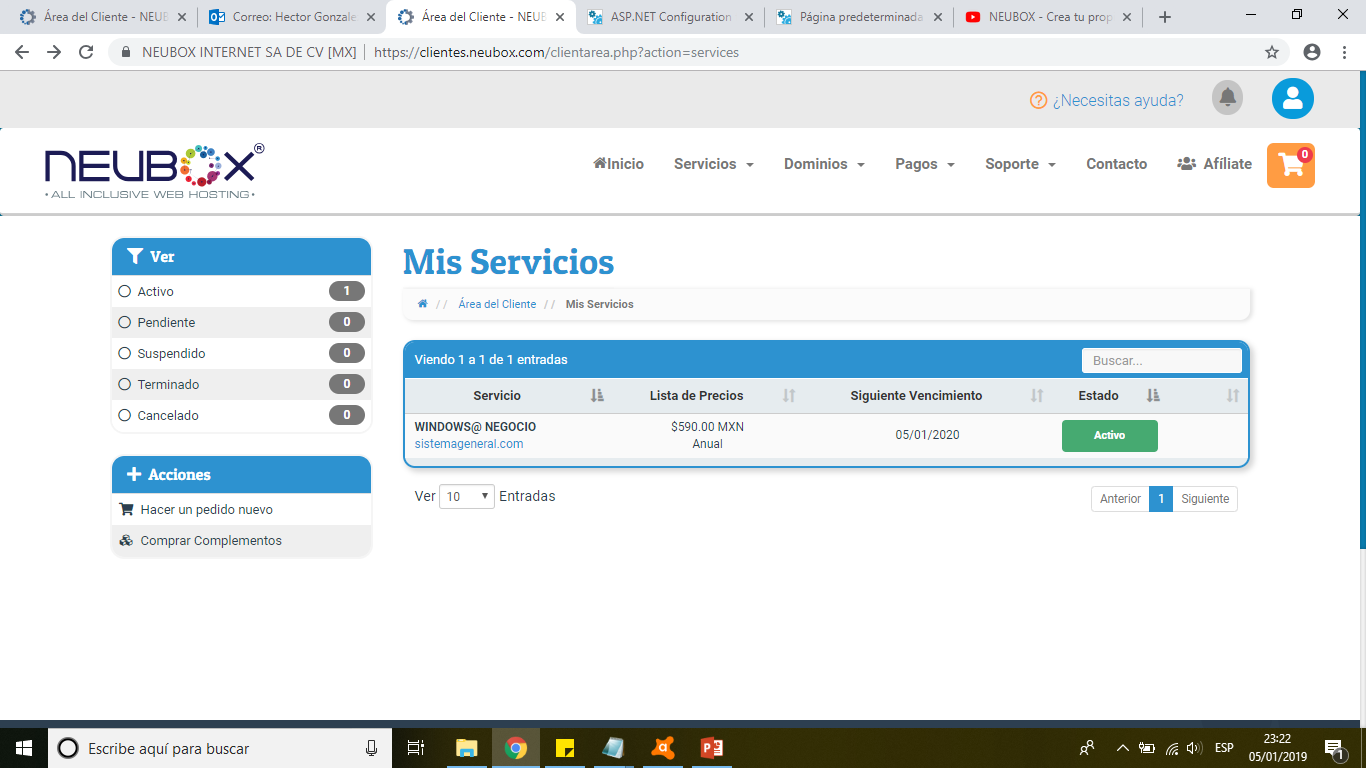 Área del Cliente - NEUB
Correo: Hector Gonzale
Área del Cliente - NEUB
ASP.NET Configuration
Página predeterminada
NEUBOX - Crea tu prop
NEUBOX INTERNET SA DE CV [MX] | https://clientes.neubox.com/clientarea.php?action=services
¿Necesitas ayuda?
NEUBOX®
• ALL INCLUSIVE WEB HOSTING •
Inicio
Servicios
Dominios
Pagos
Soporte
Contacto
Afíliate
0
Ver
Activo 1
Pendiente 0
Suspendido 0
Terminado 0
Cancelado 0
Acciones
Hacer un pedido nuevo
Comprar Complementos
Mis Servicios
// Área del Cliente // Mis Servicios
Viendo 1 a 1 de 1 entradas
Buscar...
Servicio Lista de Precios Siguiente Vencimiento Estado
WINDOWS@ NEGOCIO $590.00 MXN 05/01/2020 Activo
sistemageneral.com Anual
Ver 10 Entradas
Anterior 1 Siguiente
Escribe aquí para buscar
ESP
23:22
05/01/2019
1